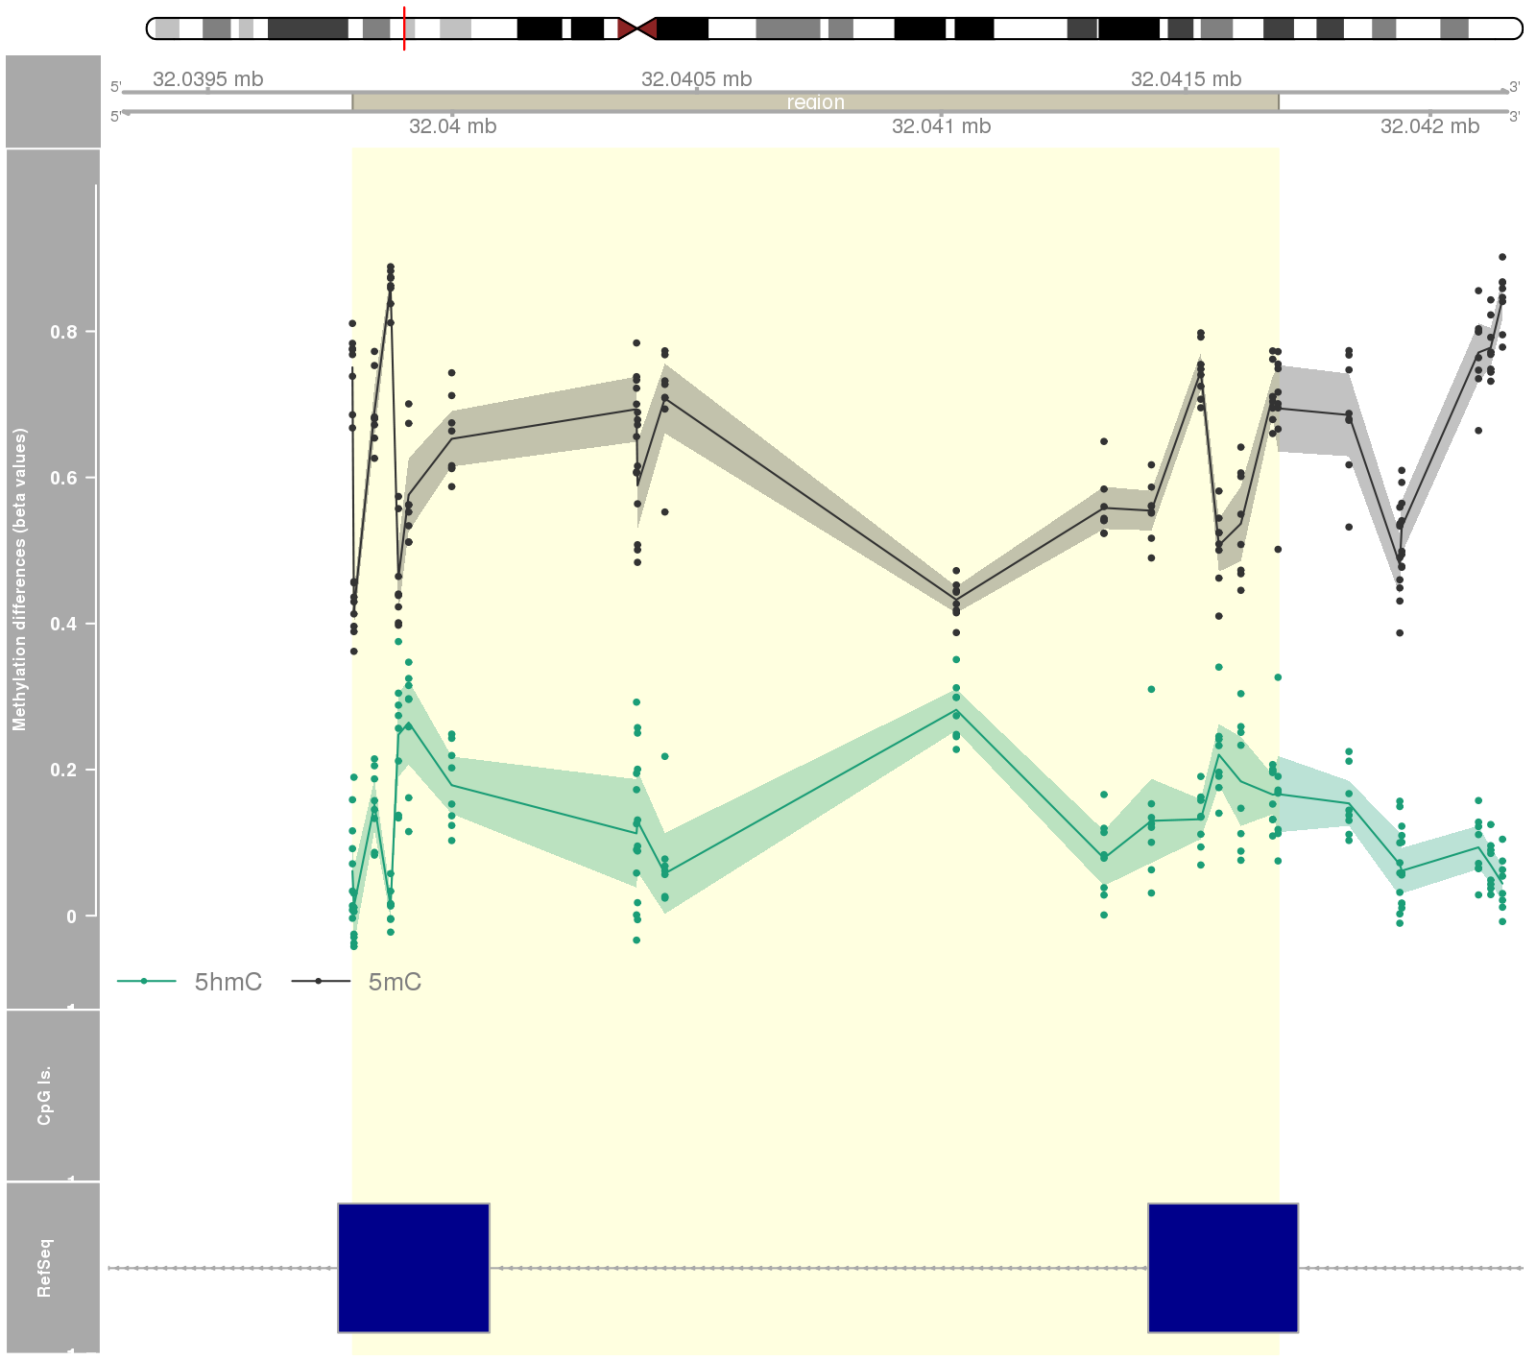 32.0395 mb
32.0405 mb
32.0415 mb
5'
3'
region
5'
3'
32.04 mb
32.041 mb
32.042 mb
Methylation differences (beta values)
0.8
0.6
0.4
0.2
0
5hmC
5mC
CpG Is.
RefSeq